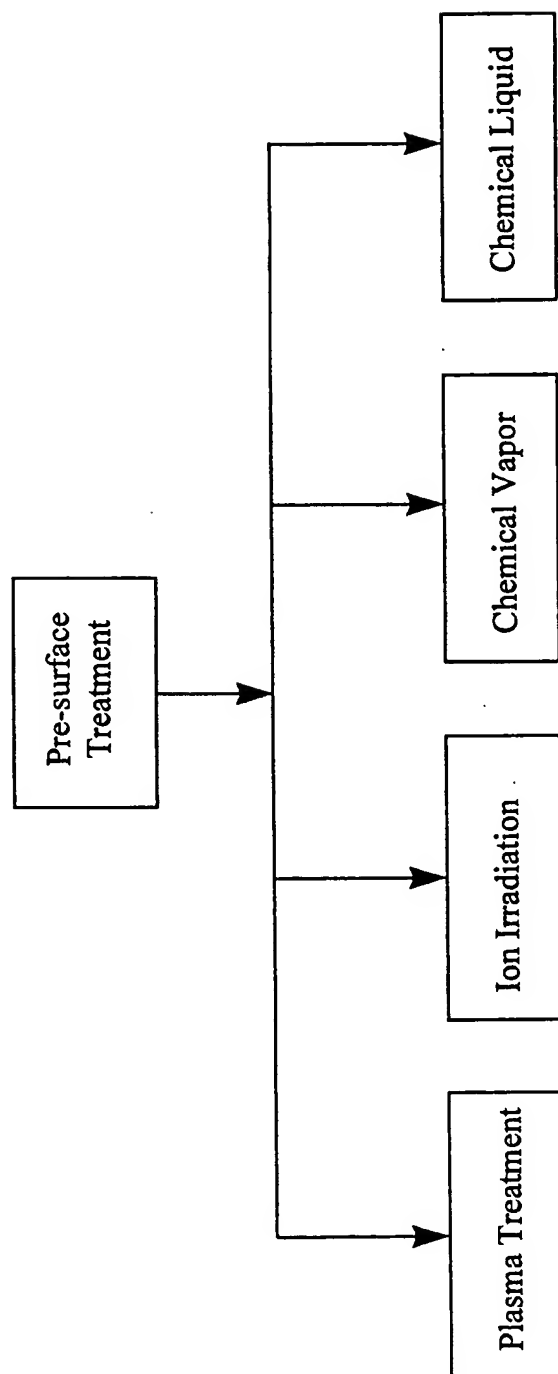 Pre-surface
Treatment
Plasma Treatment
Ion Irradiation
Chemical Vapor
Chemical Liquid